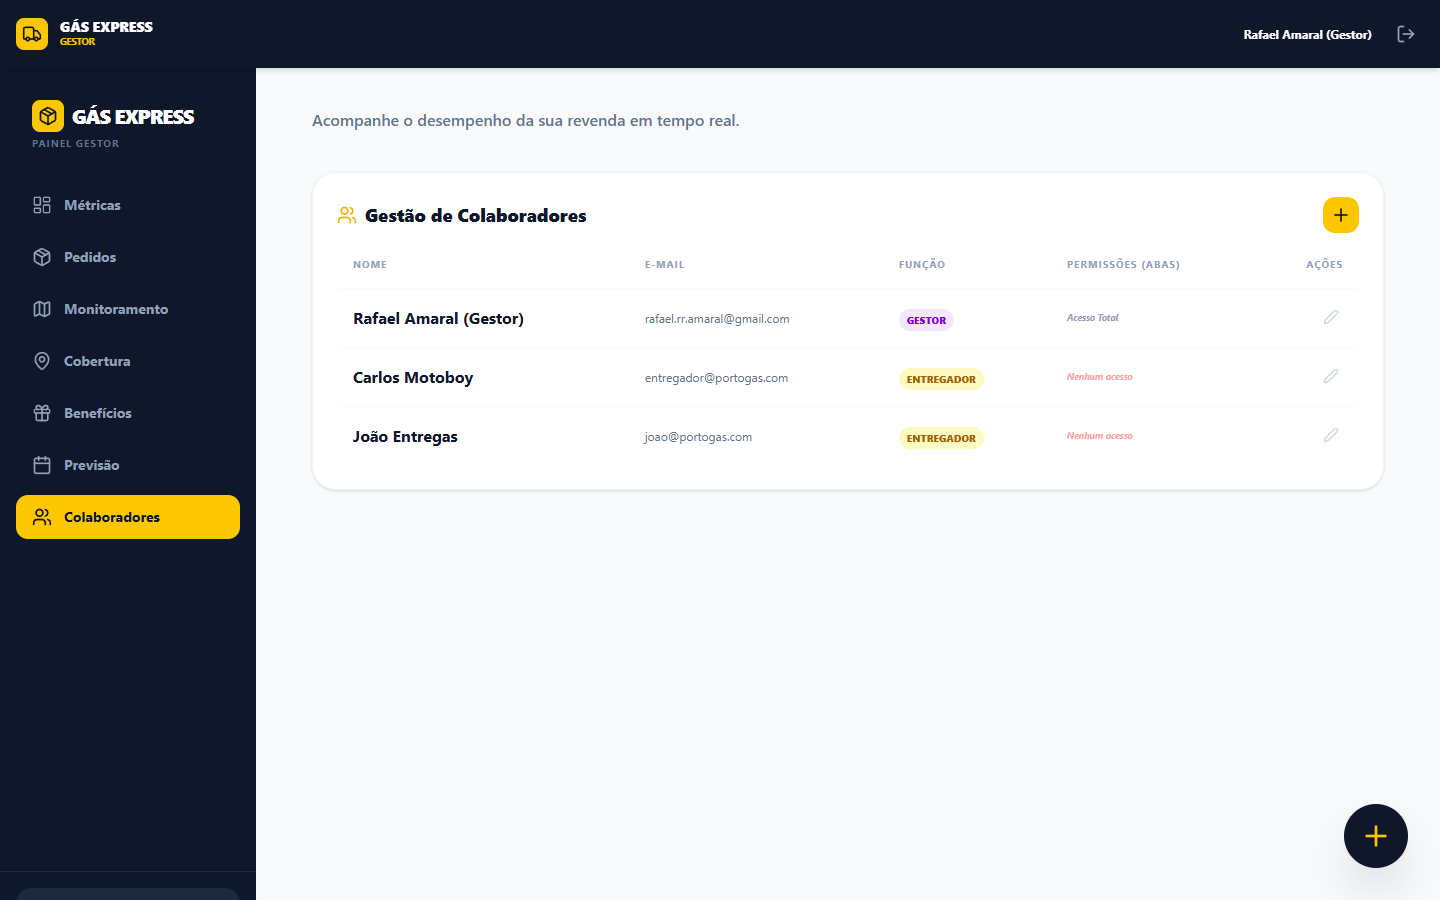 GÁS EXPRESS
GESTOR
Rafael Amaral (Gestor)
GÁS EXPRESS
PAINEL GESTOR
Métricas
Pedidos
Monitoramento
Cobertura
Benefícios
Previsão
Colaboradores
Acompanhe o desempenho da sua revenda em tempo real.
Gestão de Colaboradores
NOME E-MAIL FUNÇÃO PERMISSÕES (ABAS) AÇÕES
Rafael Amaral (Gestor) rafael.rr.amaral@gmail.com GESTOR Acesso Total
Carlos Motoboy entregador@portogas.com ENTREGADOR Nenhum acesso
João Entregas joao@portogas.com ENTREGADOR Nenhum acesso